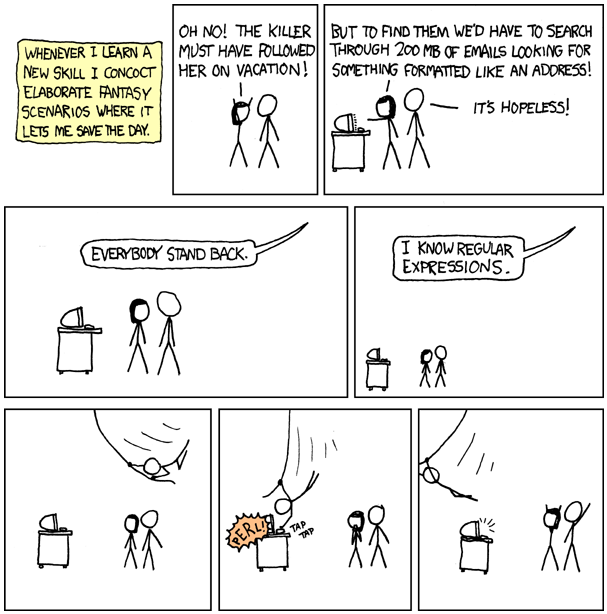 WHENEVER I LEARN A
NEW SKILL I CONCOCT
ELABORATE FANTASY
SCENARIOS WHERE IT
LETS ME SAVE THE DAY.
OH NO! THE KILLER
MUST HAVE FOLLOWED
HER ON VACATION!
BUT TO FIND THEM WE'D HAVE TO SEARCH
THROUGH 200 MB OF EMAILS LOOKING FOR
SOMETHING FORMATTED LIKE AN ADDRESS!
IT'S HOPELESS!
EVERYBODY STAND BACK.
I KNOW REGULAR
EXPRESSIONS.
PERL!
TAP
TAP